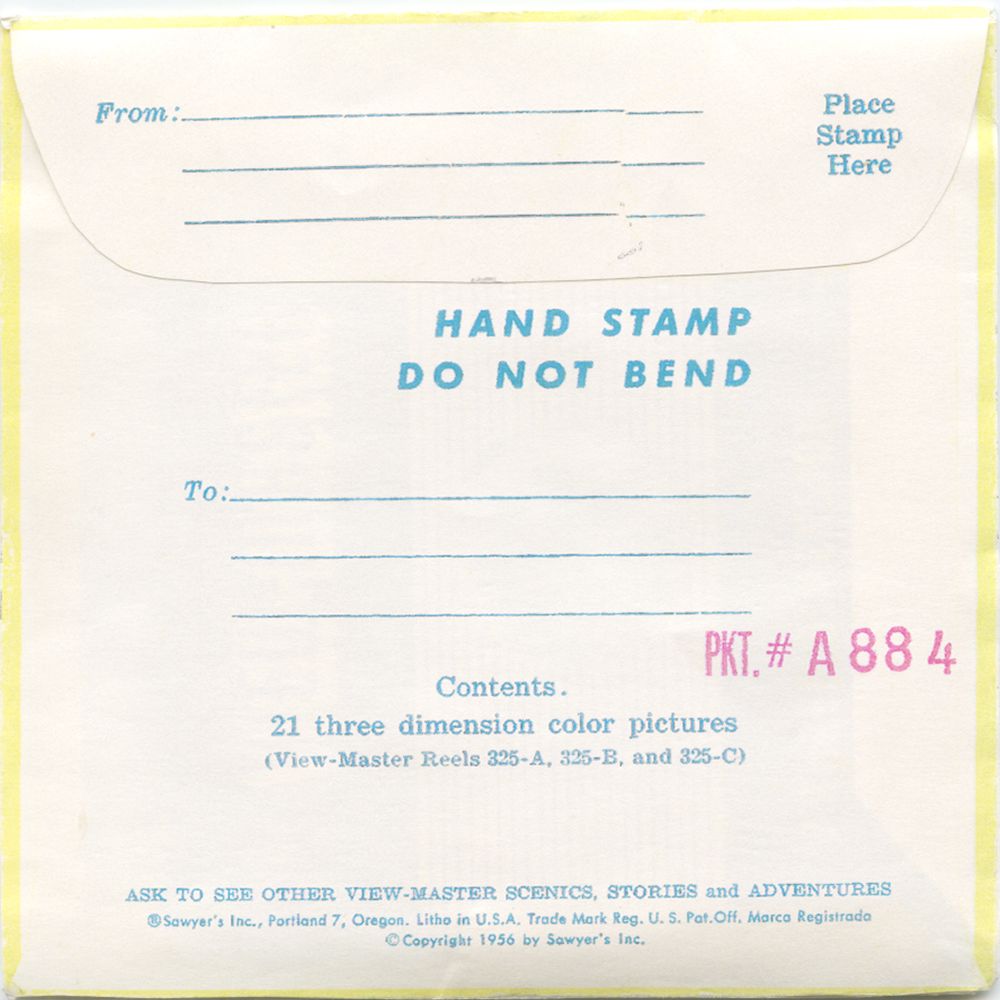 From:
Place
Stamp
Here
HAND STAMP
DO NOT BEND
To:
PKT. # A 884
Contents.
21 three dimension color pictures
(View-Master Reels 325-A, 325-B, and 325-C)
ASK TO SEE OTHER VIEW-MASTER SCENICS, STORIES and ADVENTURES
®Sawyer's Inc., Portland 7, Oregon. Litho in U.S.A. Trade Mark Reg. U. S. Pat.Off. Marca Registrada
©Copyright 1956 by Sawyer's Inc.